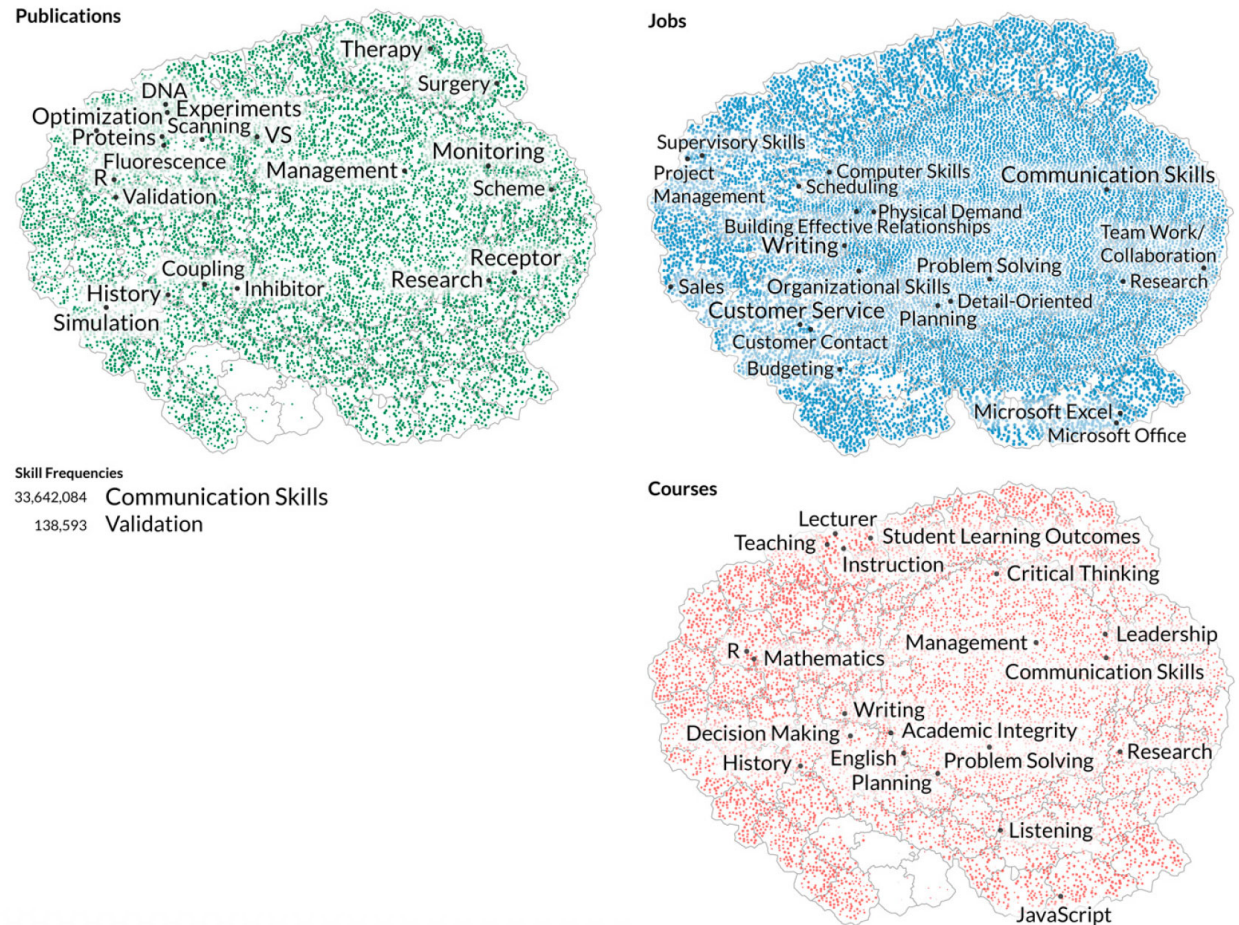 Publications
Therapy
Surgery
DNA
Experiments
Optimization
Scanning
Proteins
VS
Fluorescence
Management
Monitoring
R
Scheme
Validation
Receptor
Coupling
Research
Inhibitor
History
Simulation
Skill Frequencies
33,642,084 Communication Skills
138,593 Validation
Jobs
Supervisory Skills
Project
Management
Computer Skills
Scheduling
Communication Skills
Physical Demand
Building Effective Relationships
Writing
Team Work/
Collaboration
Problem Solving
Research
Sales
Organizational Skills
Detail-Oriented
Planning
Customer Service
Customer Contact
Budgeting
Microsoft Excel
Microsoft Office
Courses
Lecturer
Teaching
Student Learning Outcomes
Instruction
Critical Thinking
Leadership
Management
R
Mathematics
Communication Skills
Writing
Decision Making
Academic Integrity
English
History
Problem Solving
Research
Planning
Listening
JavaScript